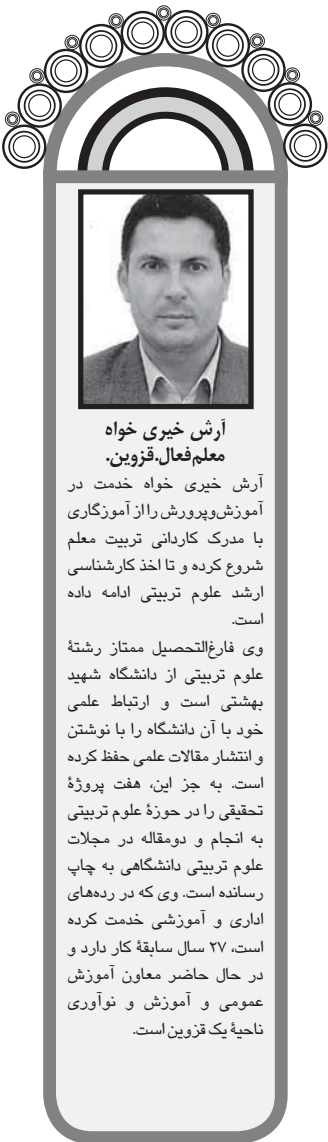 آرش خیری خواه
معلم‌فعال.قزوین.
آرش خیری خواه خدمت در
آموزش‌وپرورش را از آموزگاری
با مدرک کاردانی تربیت معلم
شروع کرده و تا اخذ کارشناسی
ارشد علوم تربیتی ادامه داده
است.
وی فارغ‌التحصیل ممتاز رشتهٔ
علوم تربیتی از دانشگاه شهید
بهشتی است و ارتباط علمی
خود با آن دانشگاه را با نوشتن
و انتشار مقالات علمی حفظ کرده
است. به جز این، هفت پروژهٔ
تحقیقی را در حوزهٔ علوم تربیتی
به انجام و دومقاله در مجلات
علوم تربیتی دانشگاهی به چاپ
رسانده است. وی که در رده‌های
اداری و آموزشی خدمت کرده
است، ۲۷ سال سابقهٔ کار دارد و
در حال حاضر معاون آموزش
عمومی و آموزش و نوآوری
ناحیهٔ یک قزوین است.